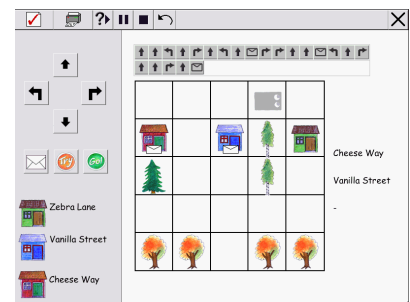 ?
Try
Go!
Cheese Way
Vanilla Street
-
Zebra Lane
Vanilla Street
Cheese Way